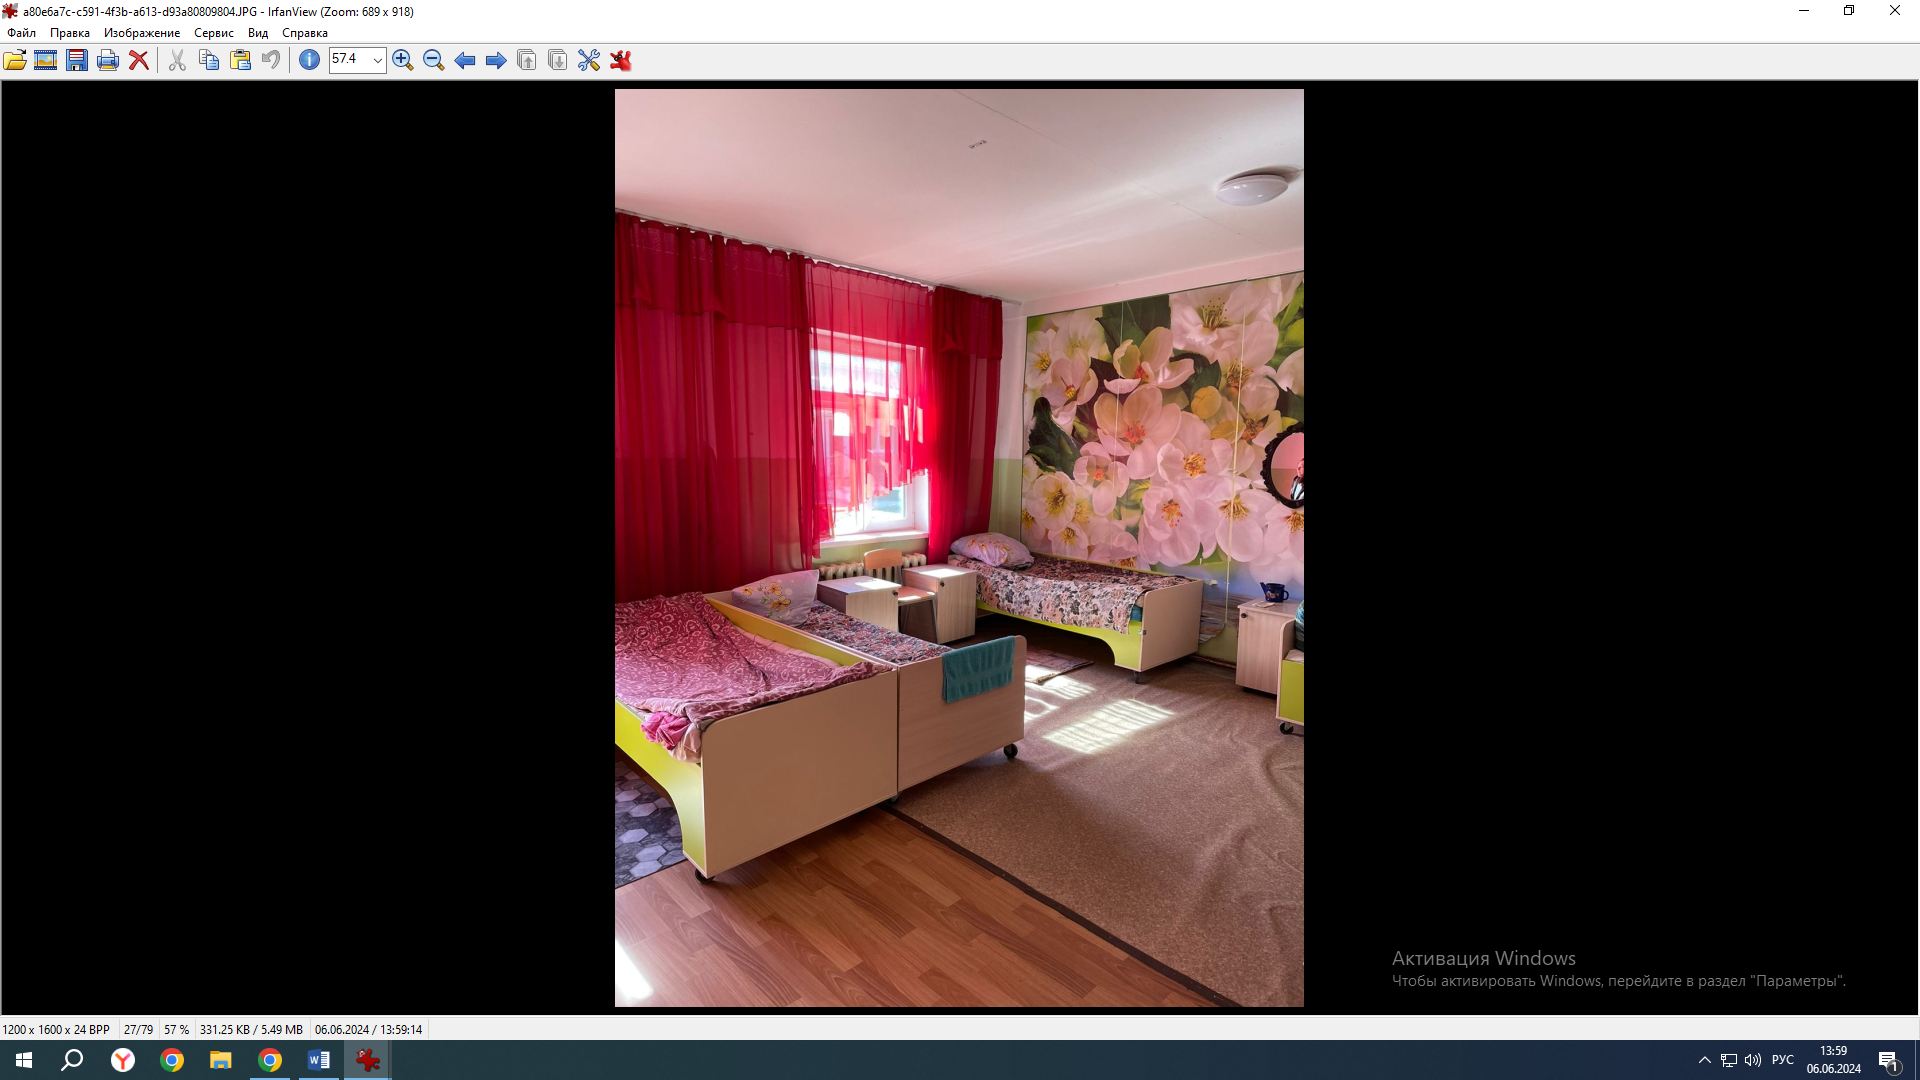 a80e6a7c-c591-4f3b-a613-d93a80809804.JPG - IrfanView (Zoom: 689 x 918)
Файл Правка Изображение Сервис Вид Справка
57.4
Активация Windows
Чтобы активировать Windows, перейдите в раздел "Параметры".
1200 x 1600 x 24 BPP 27/79 57 % 331.25 KB / 5.49 MB 06.06.2024 / 13:59:14
РУС
13:59
06.06.2024
1